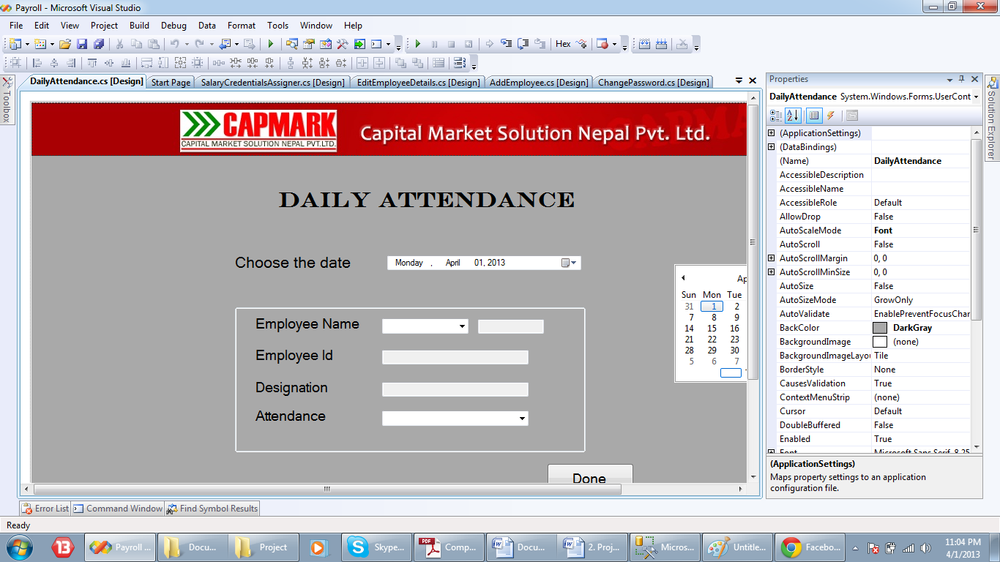 Payroll - Microsoft Visual Studio
File Edit View Project Build Debug Data Format Tools Window Help
Hex
DailyAttendance.cs [Design] Start Page SalaryCredentialsAssigner.cs [Design] EditEmployeeDetails.cs [Design] AddEmployee.cs [Design] ChangePassword.cs [Design]
Toolbox
CAPMARK
CAPITAL MARKET SOLUTION NEPAL PVT.LTD.
Capital Market Solution Nepal Pvt. Ltd.
DAILY ATTENDANCE
Choose the date
Monday , April 01, 2013
Ap
Sun Mon Tue
31 1 2
7 8 9
14 15 16
21 22 23
28 29 30
5 6 7
Employee Name
Employee Id
Designation
Attendance
Done
Properties
DailyAttendance System.Windows.Forms.UserCont
(ApplicationSettings)
(DataBindings)
(Name) DailyAttendance
AccessibleDescription
AccessibleName
AccessibleRole Default
AllowDrop False
AutoScaleMode Font
AutoScroll False
AutoScrollMargin 0, 0
AutoScrollMinSize 0, 0
AutoSize False
AutoSizeMode GrowOnly
AutoValidate EnablePreventFocusChar
BackColor DarkGray
BackgroundImage (none)
BackgroundImageLayou Tile
BorderStyle None
CausesValidation True
ContextMenuStrip (none)
Cursor Default
DoubleBuffered False
Enabled True
Font Microsoft Sans Serif, 8.25
(ApplicationSettings)
Maps property settings to an application
configuration file.
Solution Explorer
Error List Command Window Find Symbol Results
Ready
13 Payroll ... Docu... Project Skype... PDF Comp... Docu... 2. Proj... Micros... Untitle... Facebo...
11:04 PM
4/1/2013